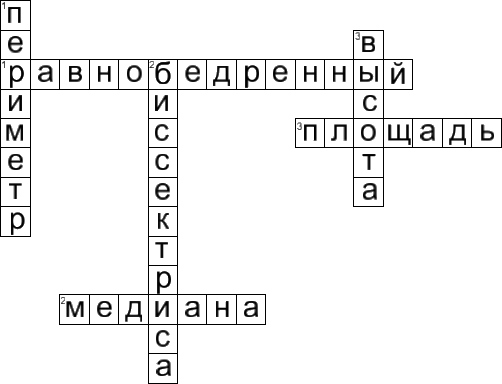 1 периметр
3 высота
1 равнобедренный
2 биссектриса
3 площадь
2 медиана